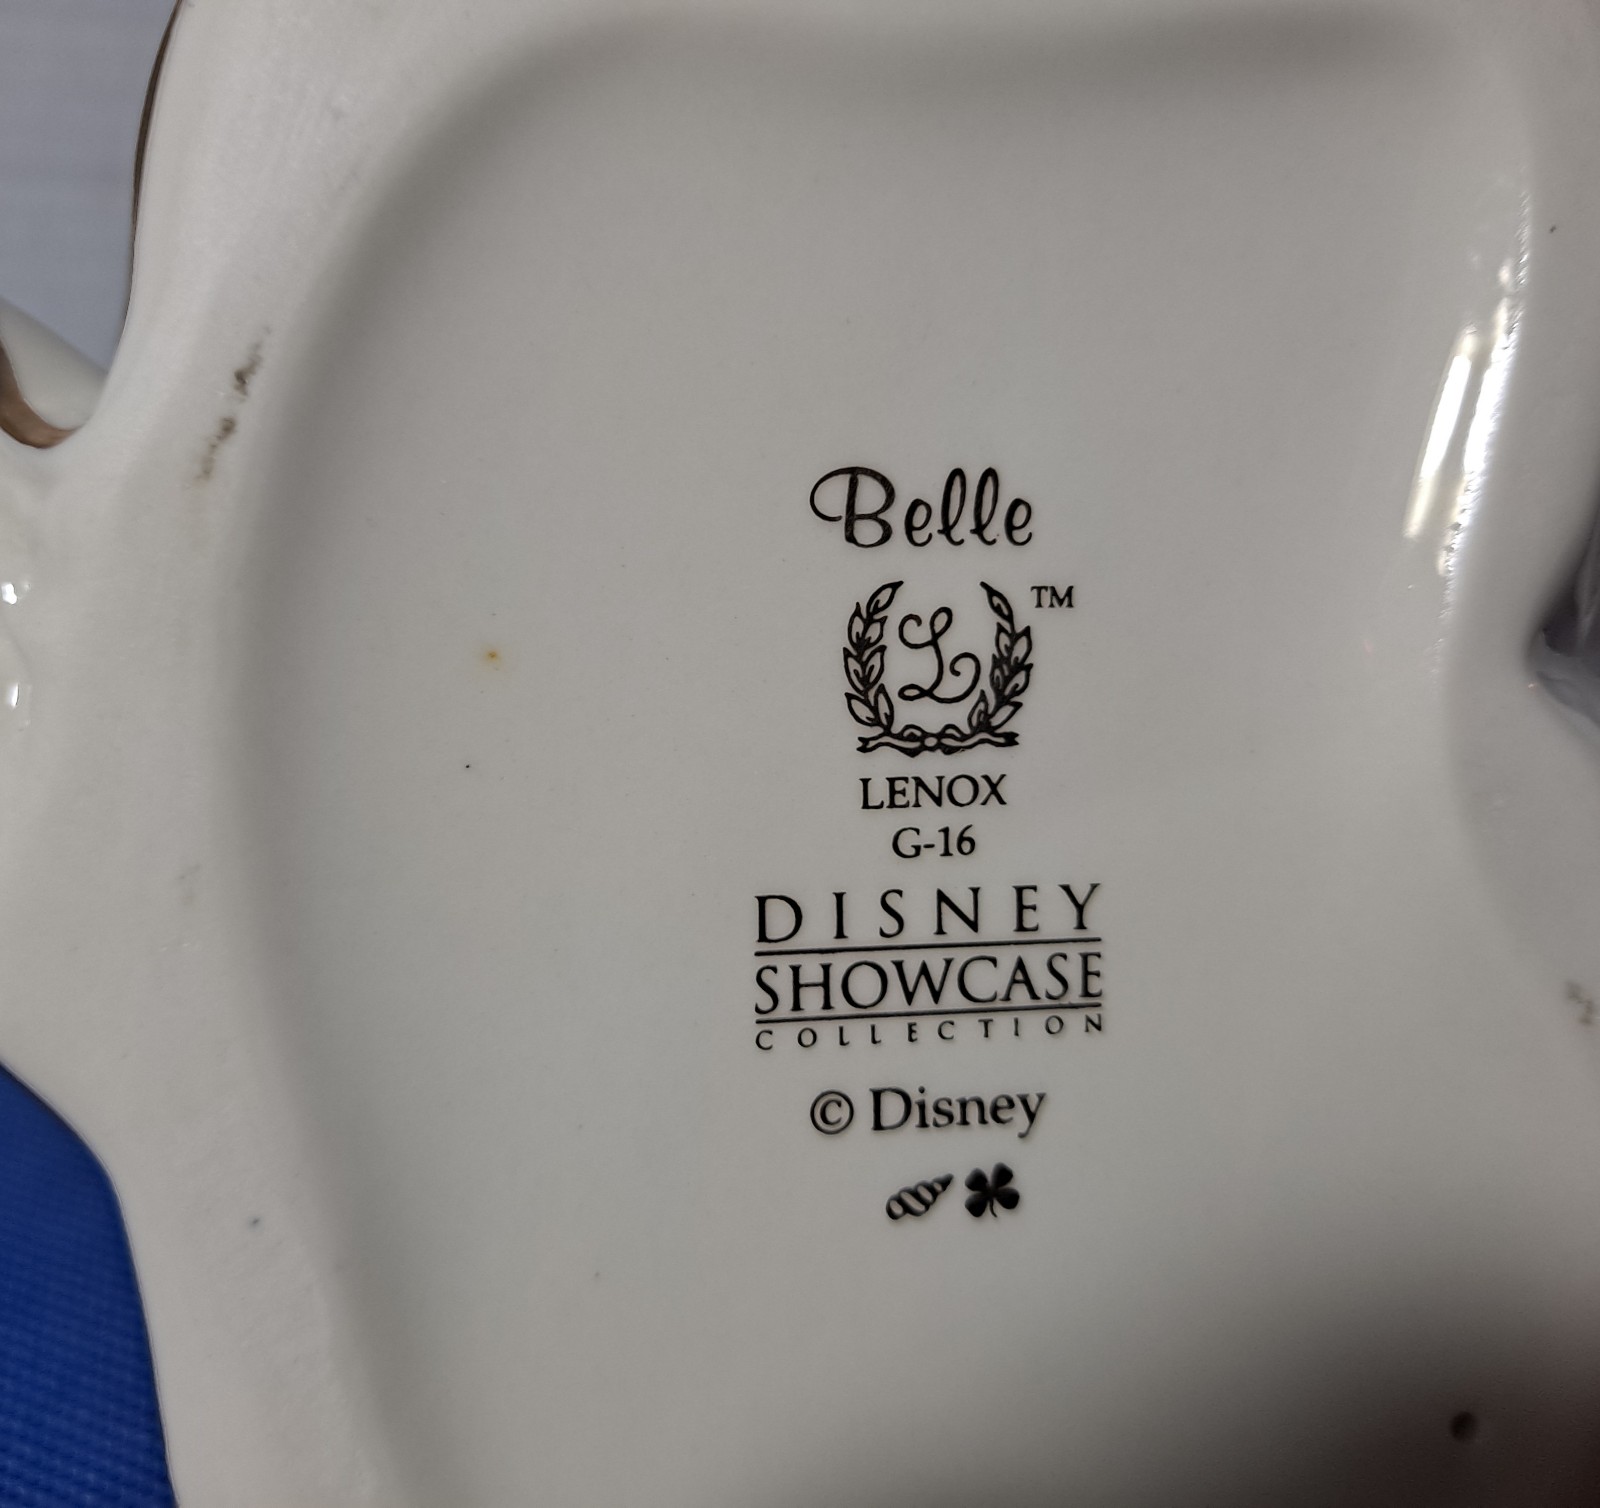 Belle
L TM
LENOX
G-16
DISNEY
SHOWCASE
COLLECTION
© Disney